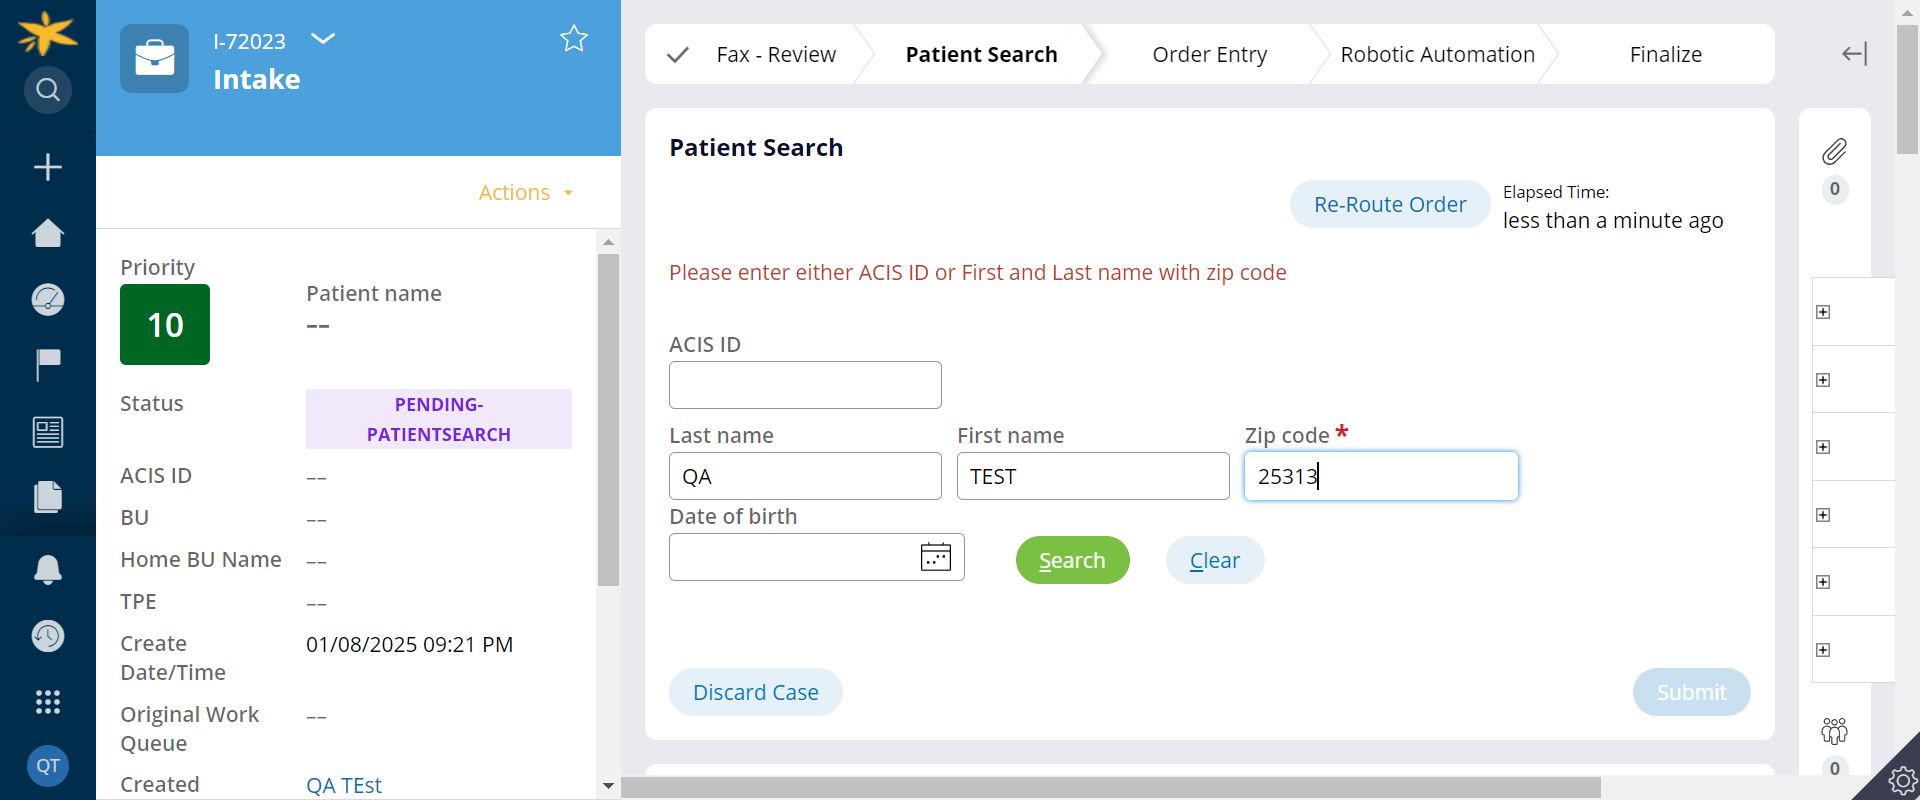 I-72023
Intake
Actions
Priority
10
Patient name
--
Status
PENDING-
PATIENTSEARCH
ACIS ID
--
BU
--
Home BU Name
--
TPE
--
Create
Date/Time
01/08/2025 09:21 PM
Original Work
Queue
--
Created
QA TEst
QT
Fax - Review
Patient Search
Order Entry
Robotic Automation
Finalize
Patient Search
Re-Route Order
Elapsed Time:
less than a minute ago
Please enter either ACIS ID or First and Last name with zip code
ACIS ID
Last name
First name
Zip code *
QA
TEST
25313
Date of birth
Search
Clear
Discard Case
Submit
0
0